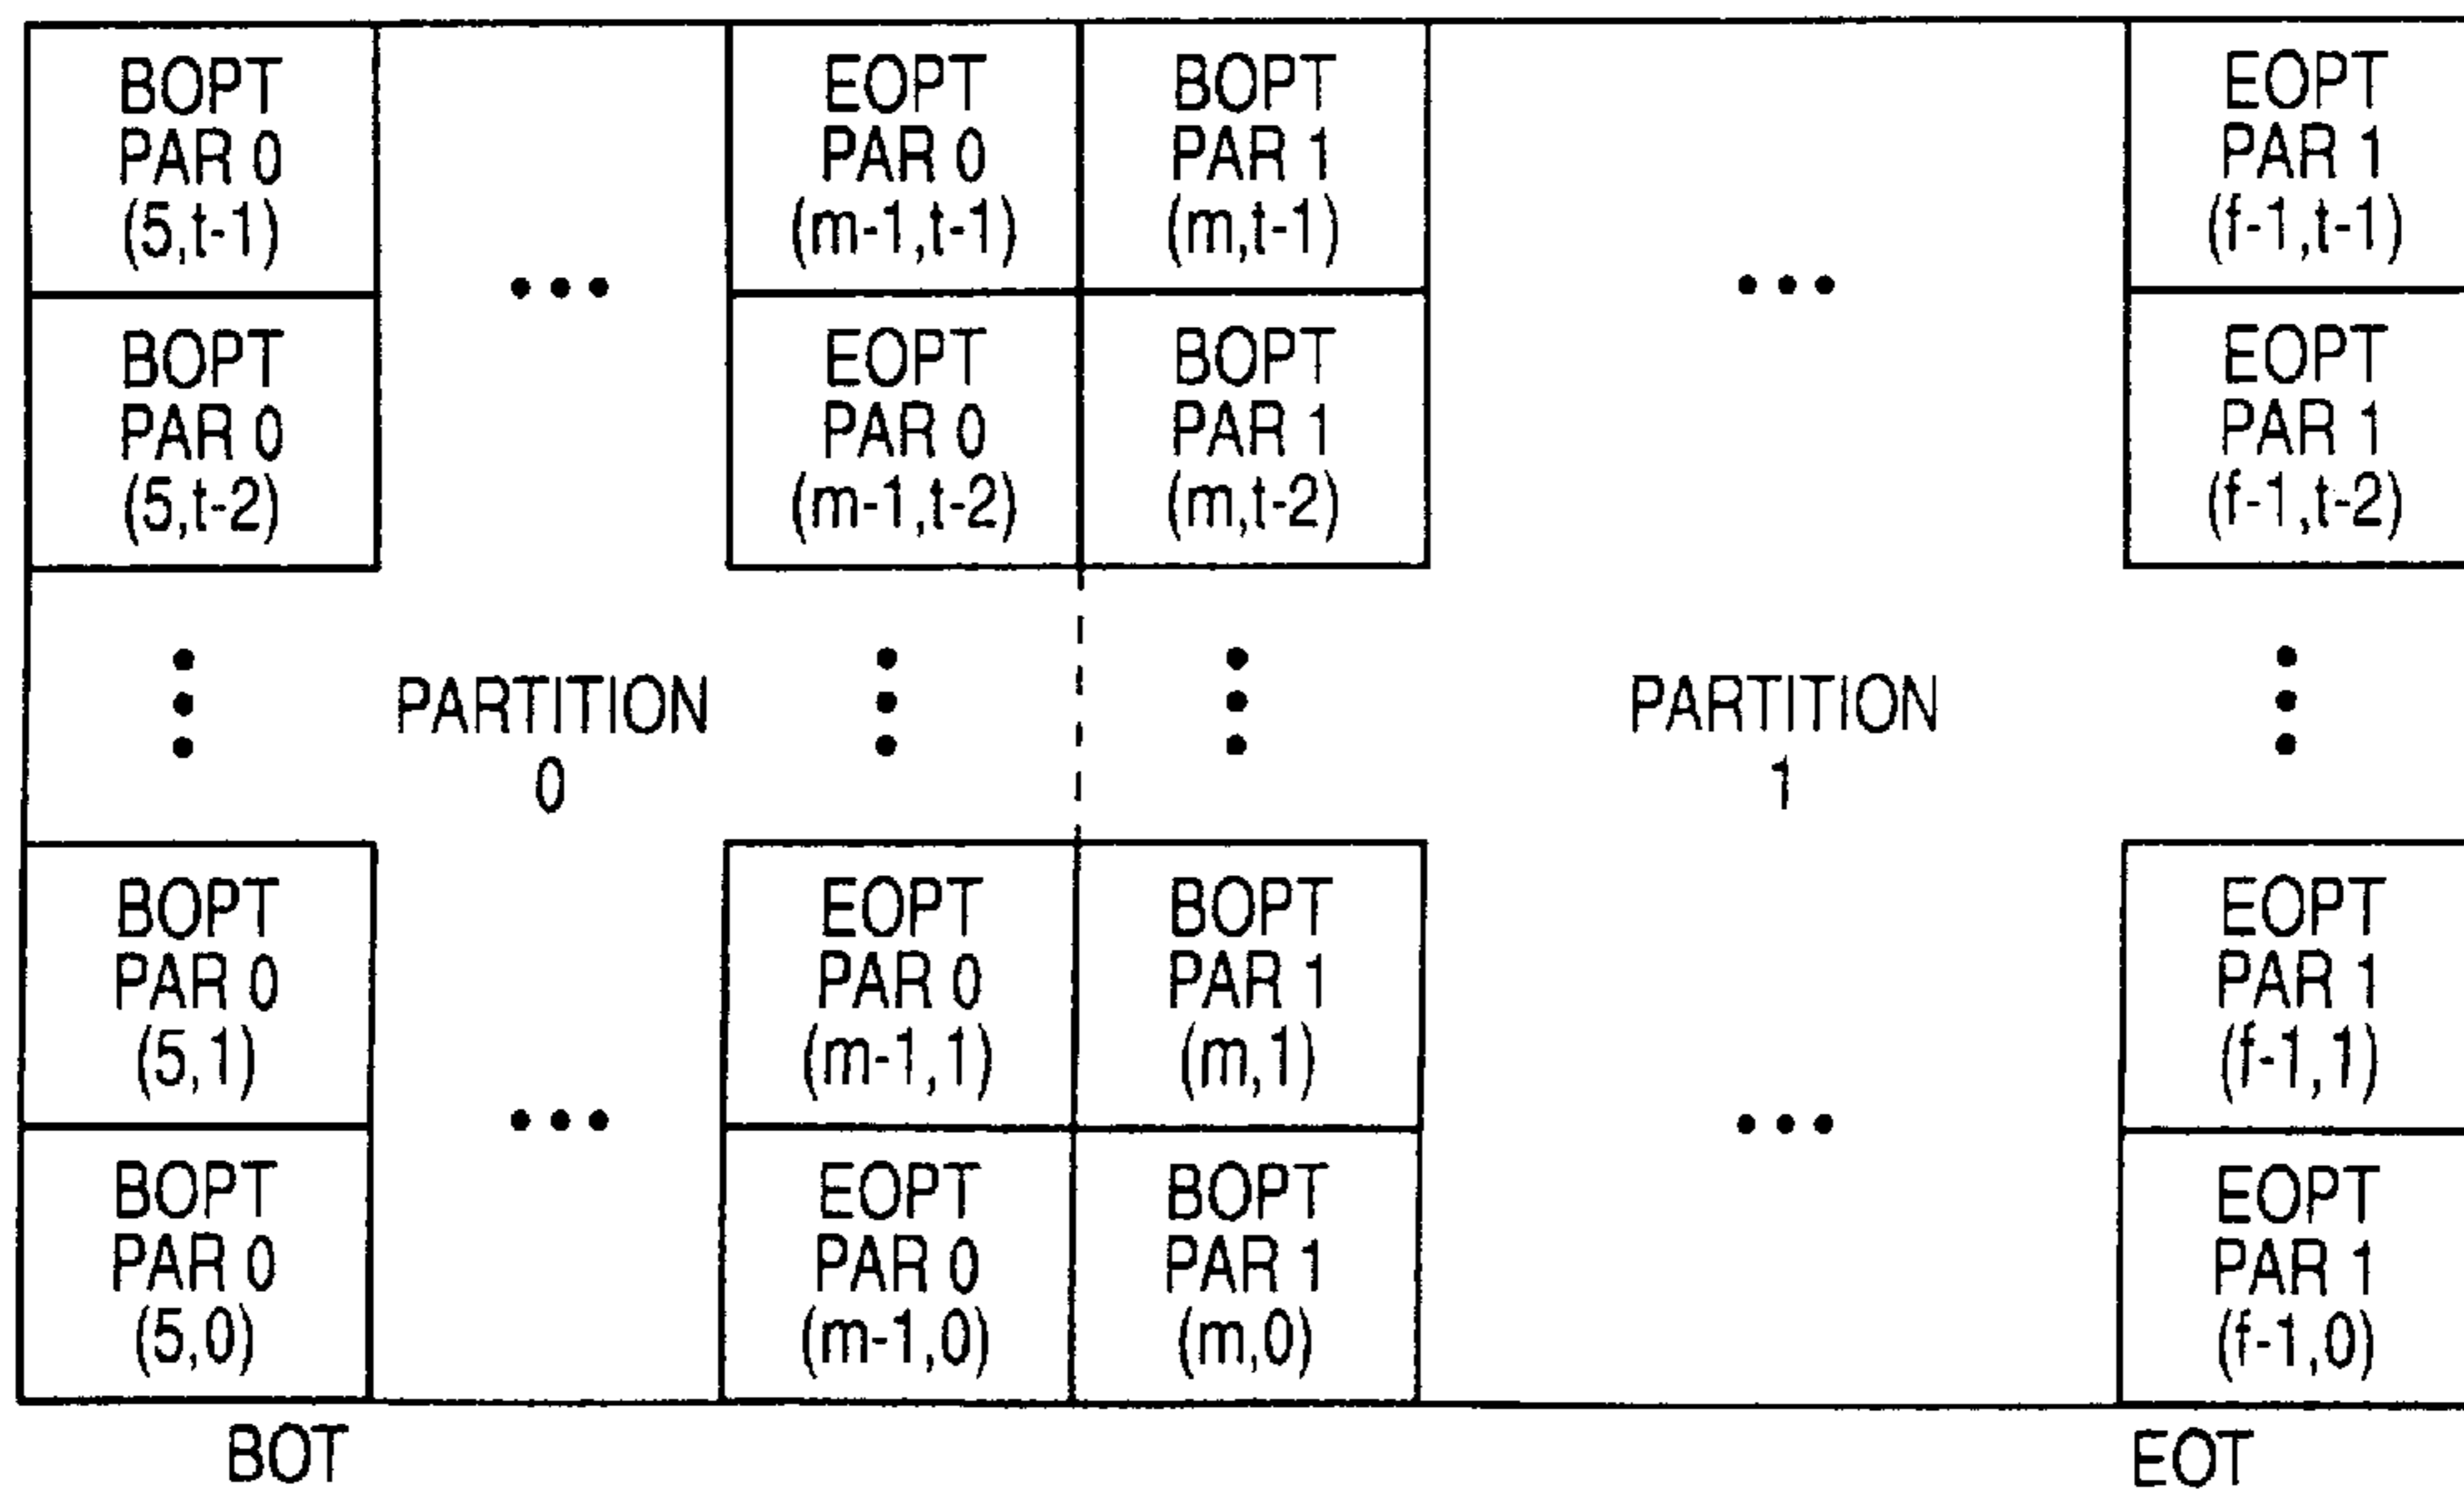 BOPT
PAR 0
(5,t-1)
EOPT
PAR 0
(m-1,t-1)
BOPT
PAR 1
(m,t-1)
EOPT
PAR 1
(f-1,t-1)
BOPT
PAR 0
(5,t-2)
EOPT
PAR 0
(m-1,t-2)
BOPT
PAR 1
(m,t-2)
EOPT
PAR 1
(f-1,t-2)
PARTITION
0
PARTITION
1
BOPT
PAR 0
(5,1)
EOPT
PAR 0
(m-1,1)
BOPT
PAR 1
(m,1)
EOPT
PAR 1
(f-1,1)
BOPT
PAR 0
(5,0)
EOPT
PAR 0
(m-1,0)
BOPT
PAR 1
(m,0)
EOPT
PAR 1
(f-1,0)
BOT
EOT